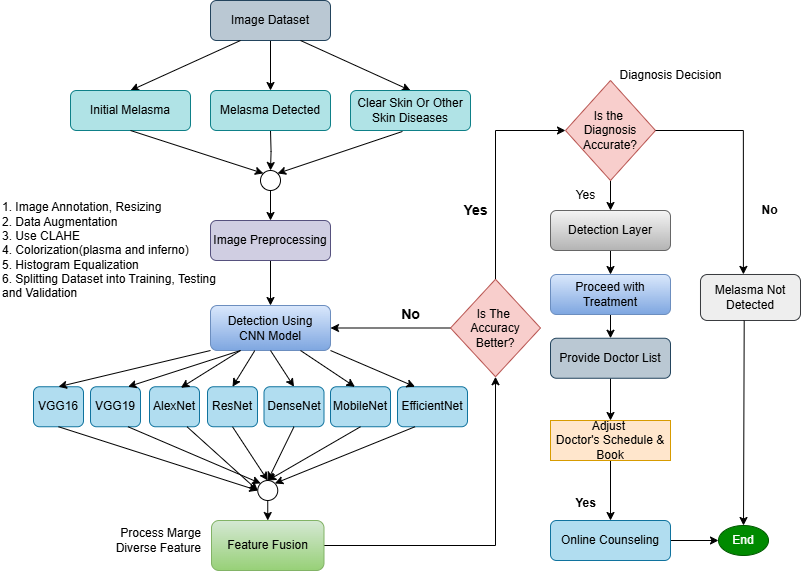 Image Dataset
Initial Melasma
Melasma Detected
Clear Skin Or Other
Skin Diseases
1. Image Annotation, Resizing
2. Data Augmentation
3. Use CLAHE
4. Colorization(plasma and inferno)
5. Histogram Equalization
6. Splitting Dataset into Training, Testing
and Validation
Image Preprocessing
Detection Using
CNN Model
VGG16
VGG19
AlexNet
ResNet
DenseNet
MobileNet
EfficientNet
Process Marge
Diverse Feature
Feature Fusion
No
Is The
Accuracy
Better?
Yes
Diagnosis Decision
Is the
Diagnosis
Accurate?
Yes
No
Detection Layer
Proceed with
Treatment
Melasma Not
Detected
Provide Doctor List
Adjust
Doctor's Schedule &
Book
Yes
Online Counseling
End